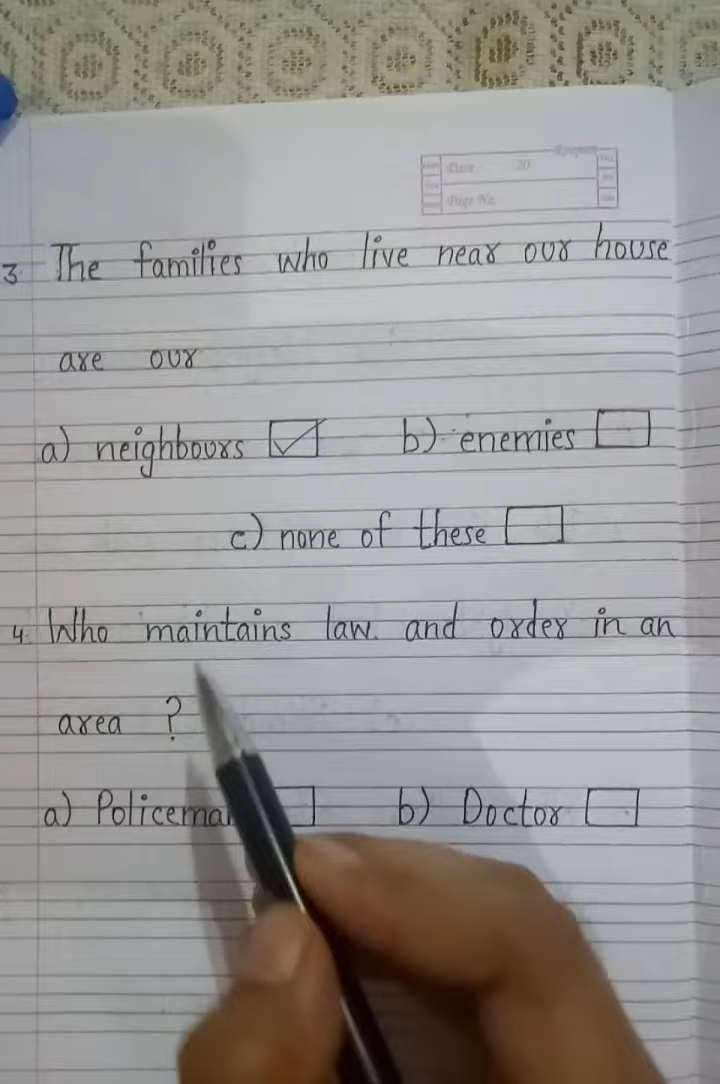 Date 20
Page No.
3. The families who live near our house
are our
a) neighbours b) enemies
c) none of these
4. Who maintains law and order in an
area ?
a) b) Doctor